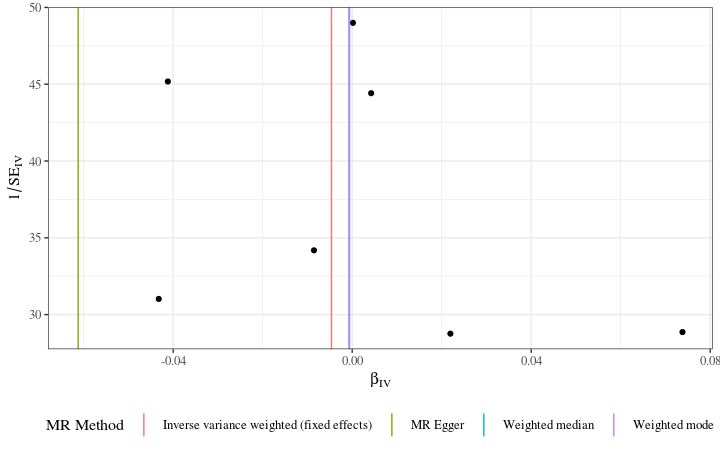 50
45
40
35
30
1/SE_IV
-0.04 0.00 0.04 0.08
β_IV
MR Method Inverse variance weighted (fixed effects) MR Egger Weighted median Weighted mode